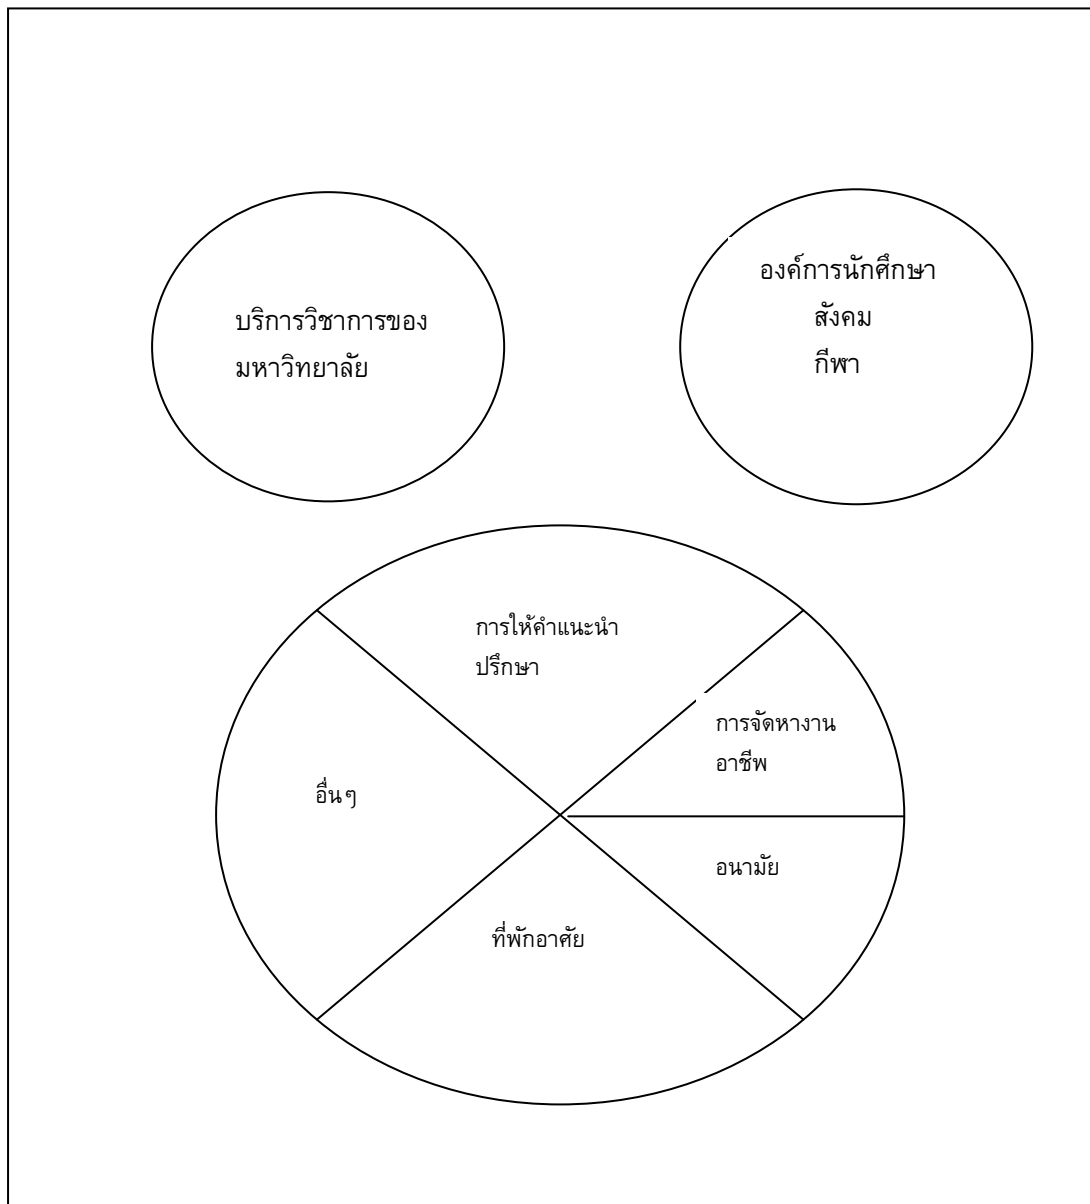 บริการวิชาการของ
มหาวิทยาลัย
องค์การนักศึกษา
สังคม
กีฬา
การให้คำแนะนำ
ปรึกษา
การจัดหางาน
อาชีพ
อื่นๆ
อนามัย
ที่พักอาศัย